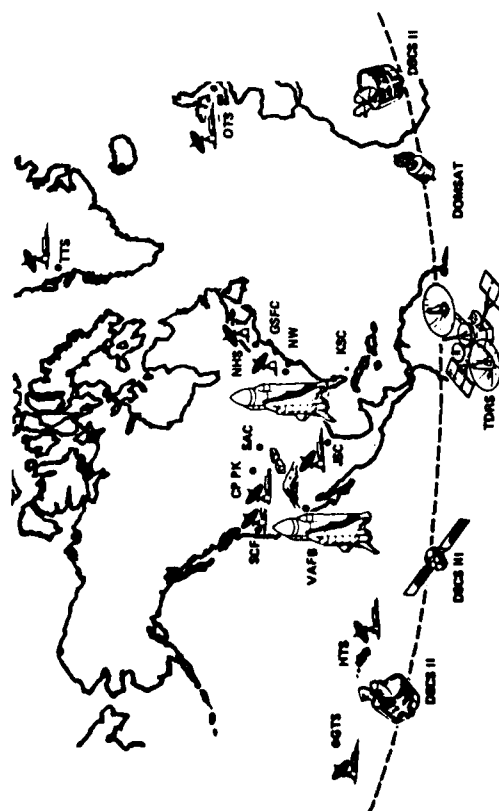 TTS
OTS
DSCS II
DOMSAT
NHS
GSFC
NW
KSC
SAC
CP PK
JSC
TDRS
SCF
VAFB
DSCS III
HTS
DSCS II
GTS